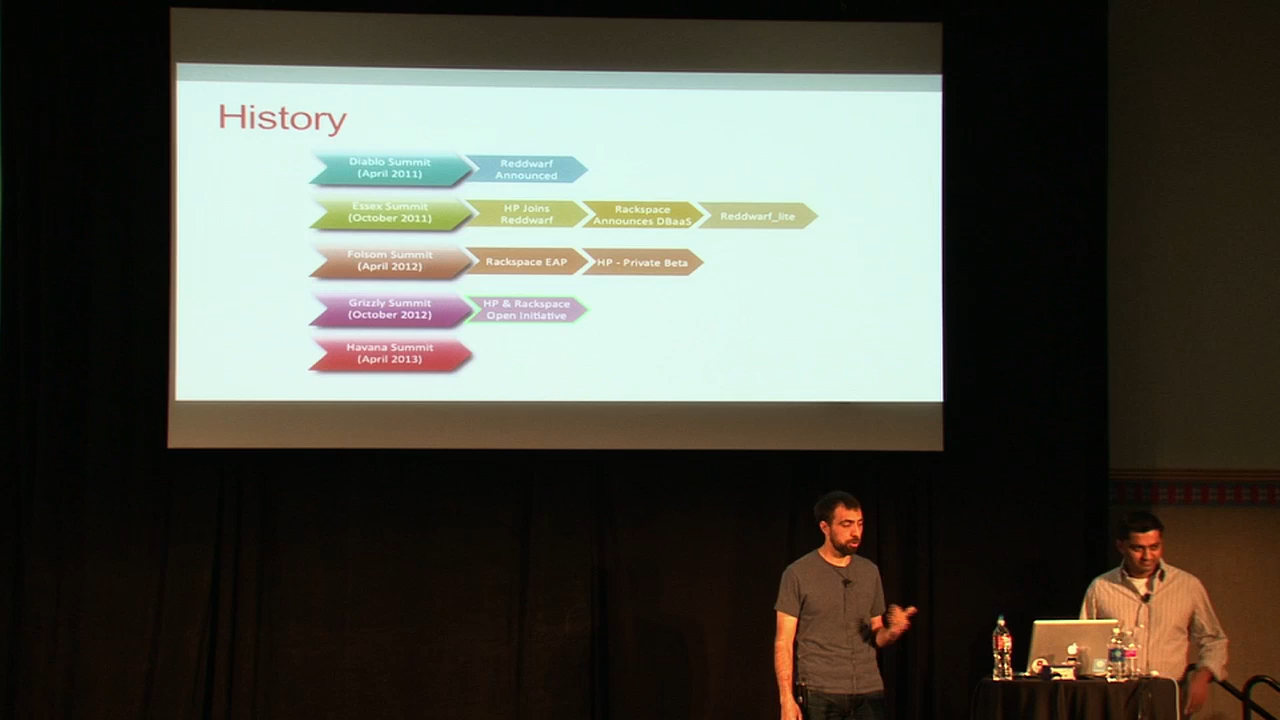 History
Diablo Summit
(April 2011)
Reddwarf
Announced
Essex Summit
(October 2011)
HP Joins
Reddwarf
Rackspace
Announces DBaaS
Reddwarf_lite
Folsom Summit
(April 2012)
Rackspace EAP
HP - Private Beta
Grizzly Summit
(October 2012)
HP & Rackspace
Open Initiative
Havana Summit
(April 2013)